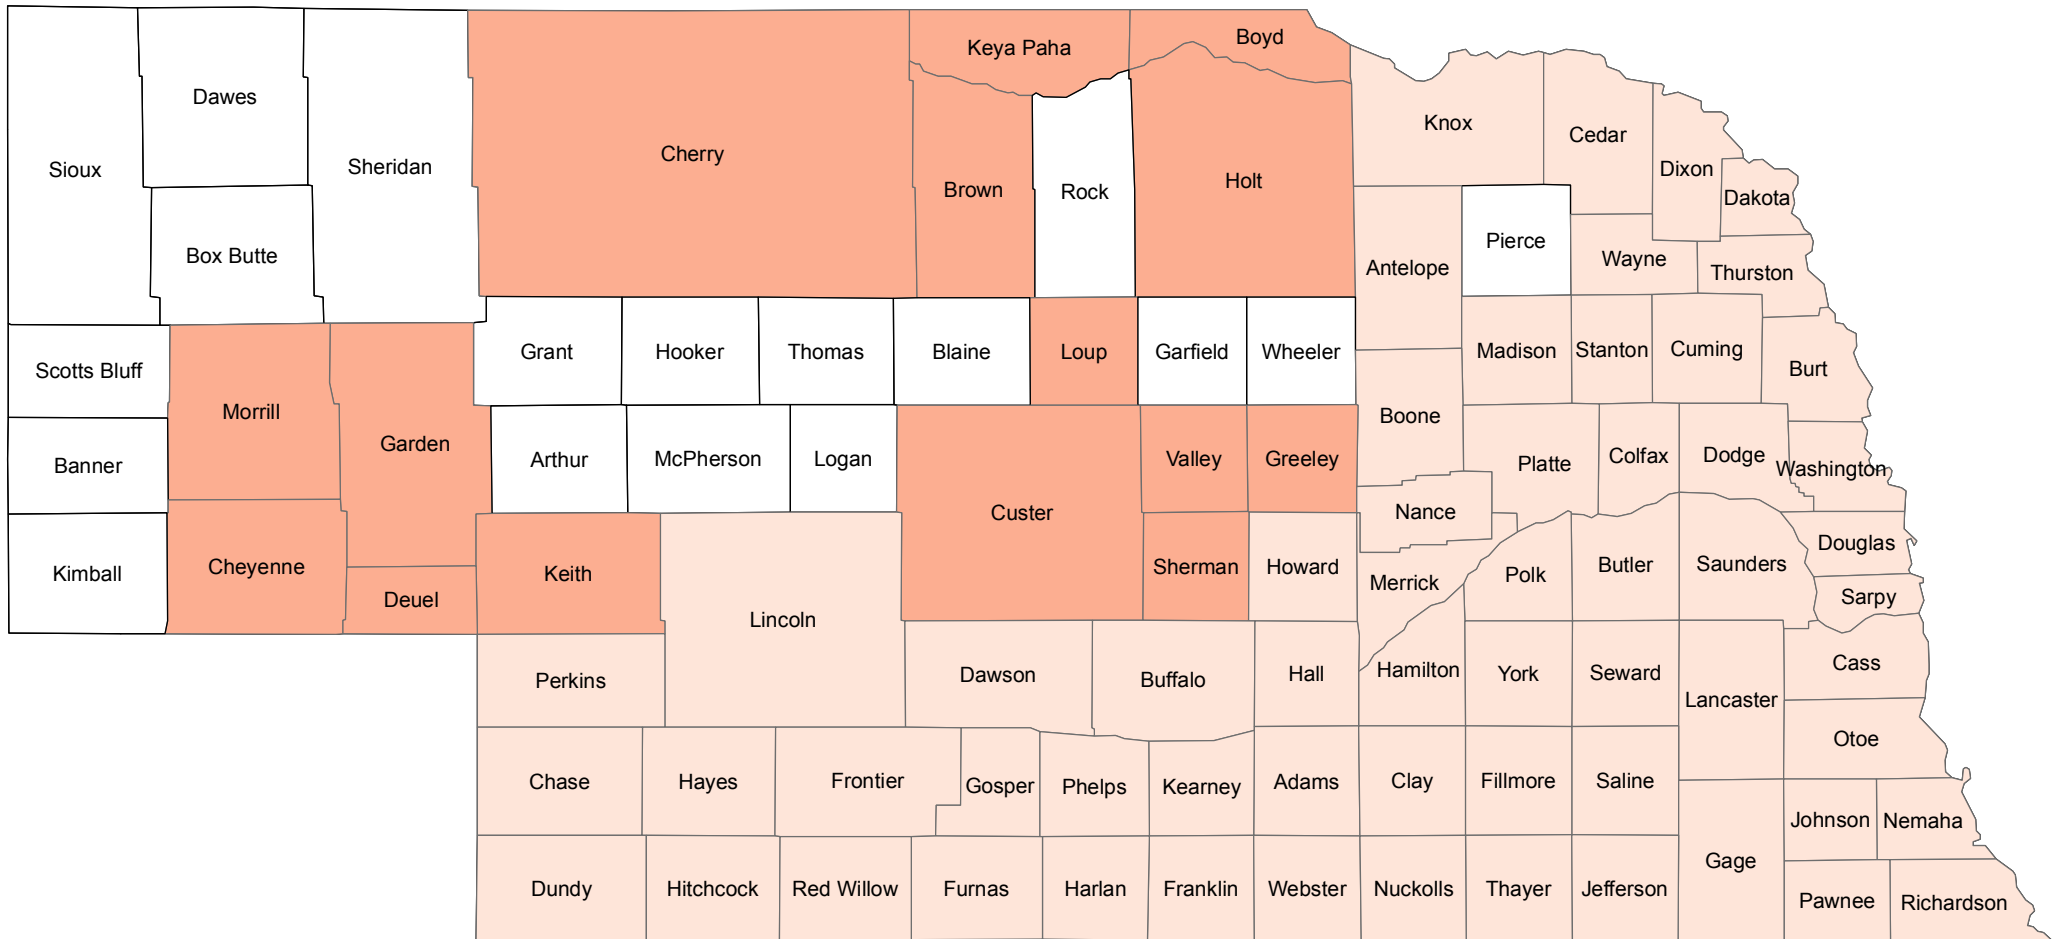 Keya Paha
Boyd
Dawes
Knox
Cedar
Sioux
Sheridan
Cherry
Brown
Rock
Holt
Dixon
Dakota
Box Butte
Antelope
Pierce
Wayne
Thurston
Scotts Bluff
Grant
Hooker
Thomas
Blaine
Loup
Garfield
Wheeler
Madison
Stanton
Cuming
Burt
Morrill
Garden
Boone
Banner
Arthur
McPherson
Logan
Custer
Valley
Greeley
Platte
Colfax
Dodge
Washington
Nance
Kimball
Cheyenne
Deuel
Keith
Lincoln
Sherman
Howard
Merrick
Polk
Butler
Saunders
Douglas
Sarpy
Perkins
Dawson
Buffalo
Hall
Hamilton
York
Seward
Lancaster
Cass
Otoe
Chase
Hayes
Frontier
Gosper
Phelps
Kearney
Adams
Clay
Fillmore
Saline
Johnson
Nemaha
Gage
Dundy
Hitchcock
Red Willow
Furnas
Harlan
Franklin
Webster
Nuckolls
Thayer
Jefferson
Pawnee
Richardson